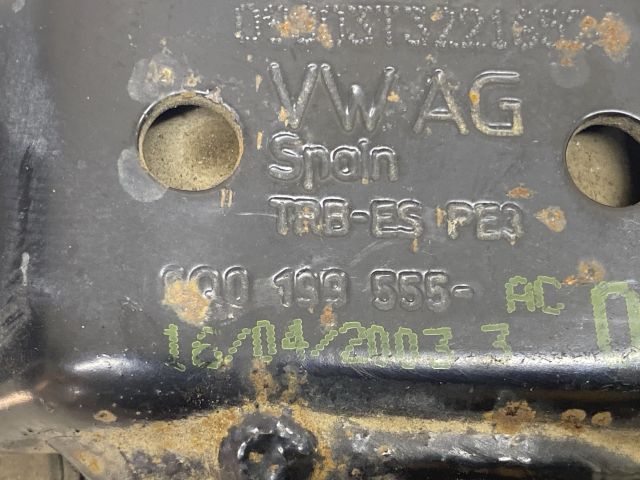 VW AG
Spain
TRB-ES PE3
6Q0 199 555- AC
16/04/2003 3 D